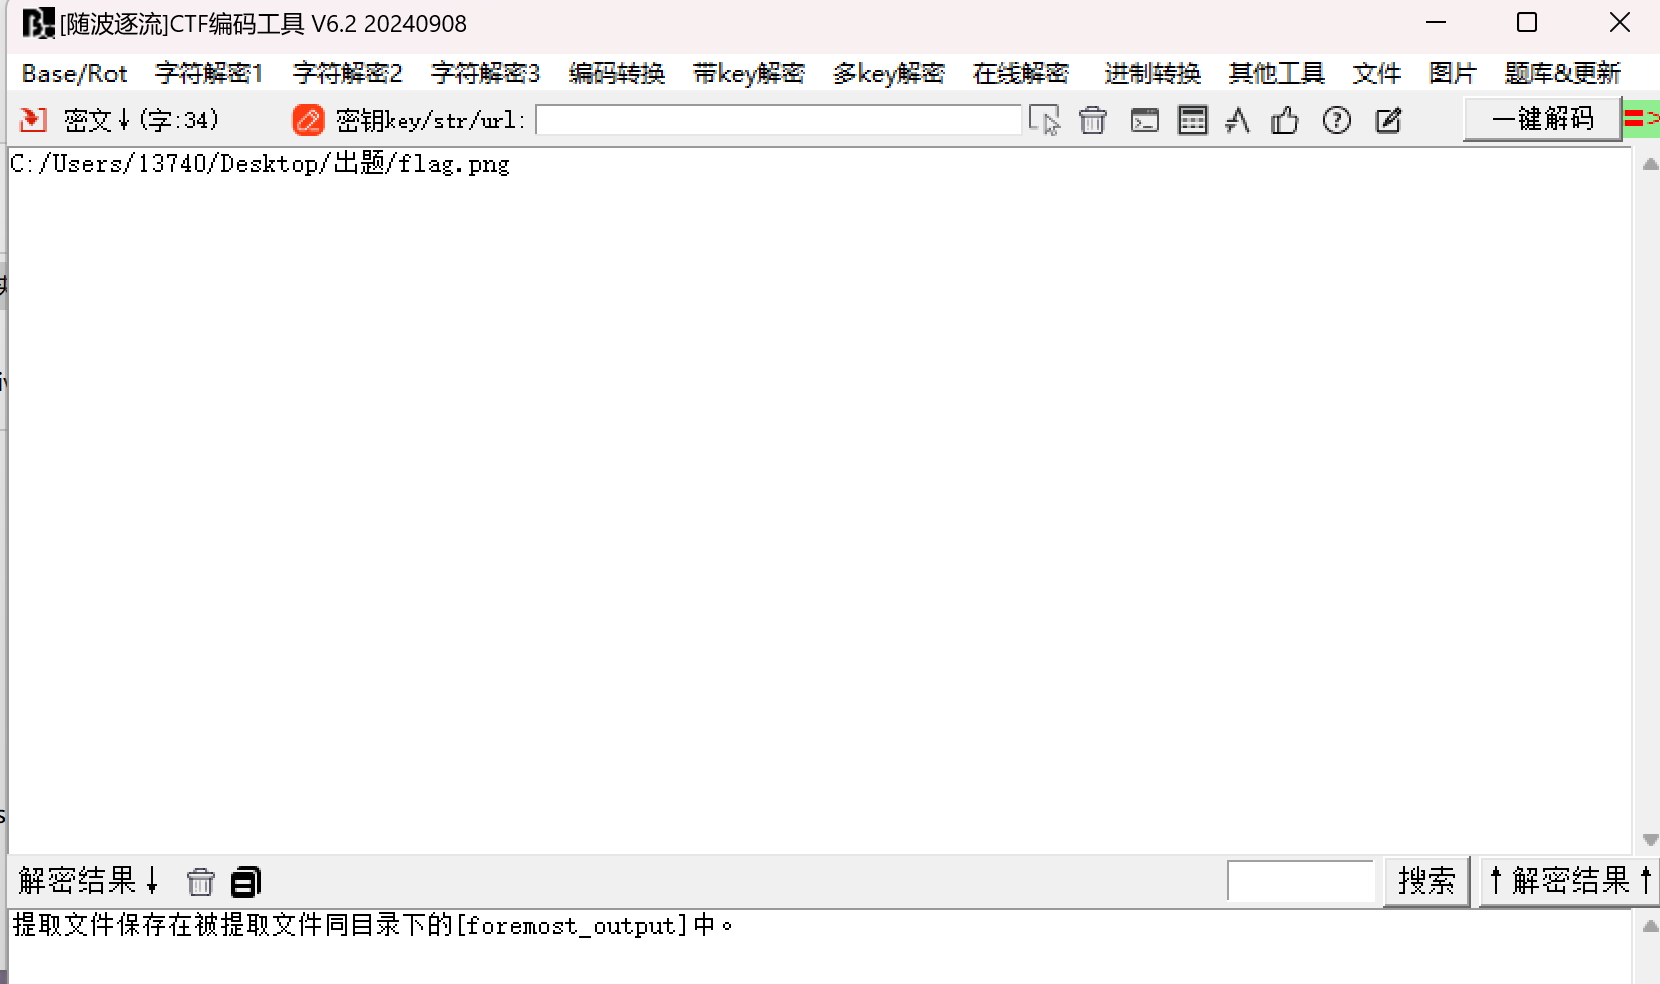 [随波逐流]CTF编码工具 V6.2 20240908
Base/Rot 字符解密1 字符解密2 字符解密3 编码转换 带key解密 多key解密 在线解密 进制转换 其他工具 文件 图片 题库&更新
密文↓(字:34) 密钥key/str/url: 一键解码 =>
C:/Users/13740/Desktop/出题/flag.png
解密结果↓ 搜索 ↑解密结果↑
提取文件保存在被提取文件同目录下的[foremost_output]中。